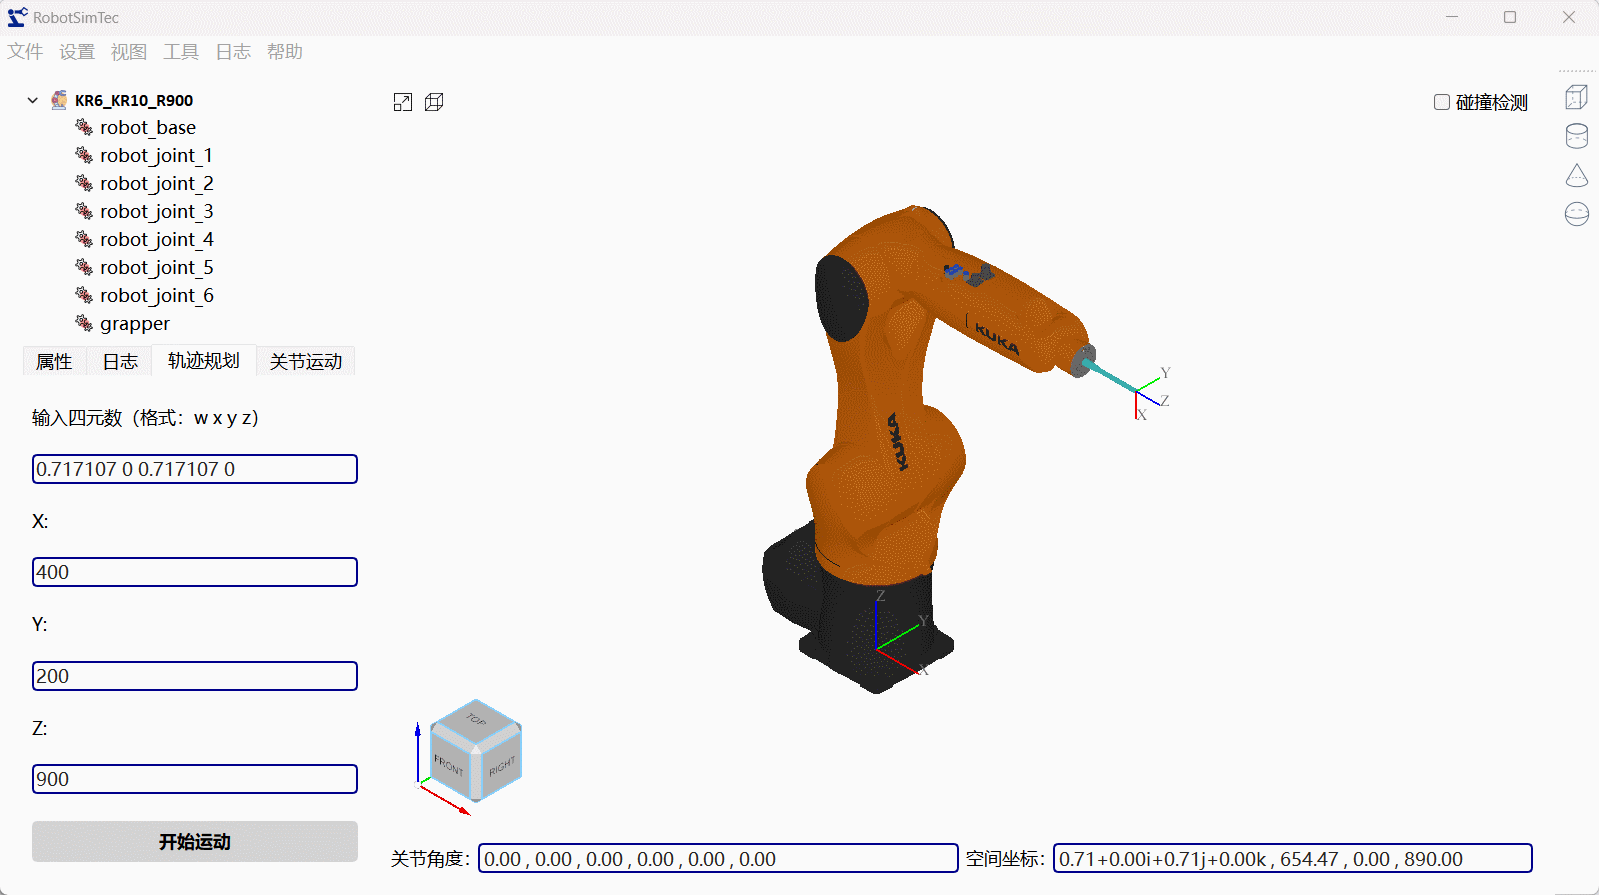 RobotSimTec
文件 设置 视图 工具 日志 帮助
KR6_KR10_R900
robot_base
robot_joint_1
robot_joint_2
robot_joint_3
robot_joint_4
robot_joint_5
robot_joint_6
grapper
碰撞检测
属性 日志 轨迹规划 关节运动
输入四元数（格式：w x y z）
0.717107 0 0.717107 0
X:
400
Y:
200
Z:
900
开始运动
KUKA
KUKA
Y
Z
X
Z
Y
X
TOP
FRONT
RIGHT
关节角度： 0.00 , 0.00 , 0.00 , 0.00 , 0.00 , 0.00 空间坐标： 0.71+0.00i+0.71j+0.00k , 654.47 , 0.00 , 890.00